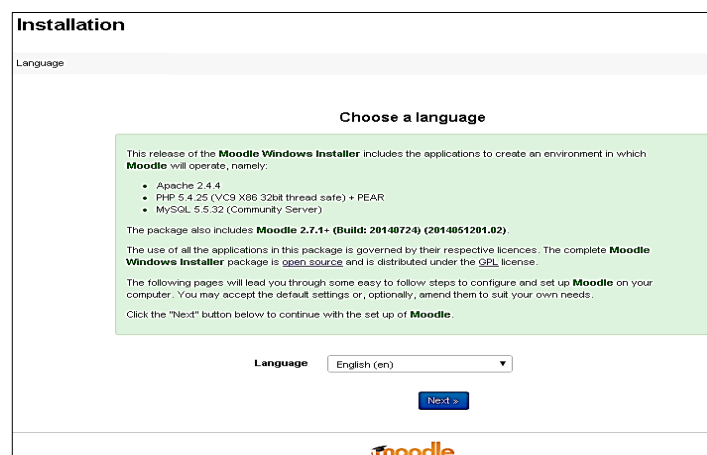 Installation
Language
Choose a language
This release of the Moodle Windows Installer includes the applications to create an environment in which
Moodle will operate, namely:
• Apache 2.4.4
• PHP 5.4.25 (VC9 X86 32bit thread safe) + PEAR
• MySQL 5.5.32 (Community Server)
The package also includes Moodle 2.7.1+ (Build: 20140724) (2014051201.02).
The use of all the applications in this package is governed by their respective licences. The complete Moodle
Windows Installer package is open source and is distributed under the GPL license.
The following pages will lead you through some easy to follow steps to configure and set up Moodle on your
computer. You may accept the default settings or, optionally, amend them to suit your own needs.
Click the "Next" button below to continue with the set up of Moodle.
Language English (en)
Next »
moodle